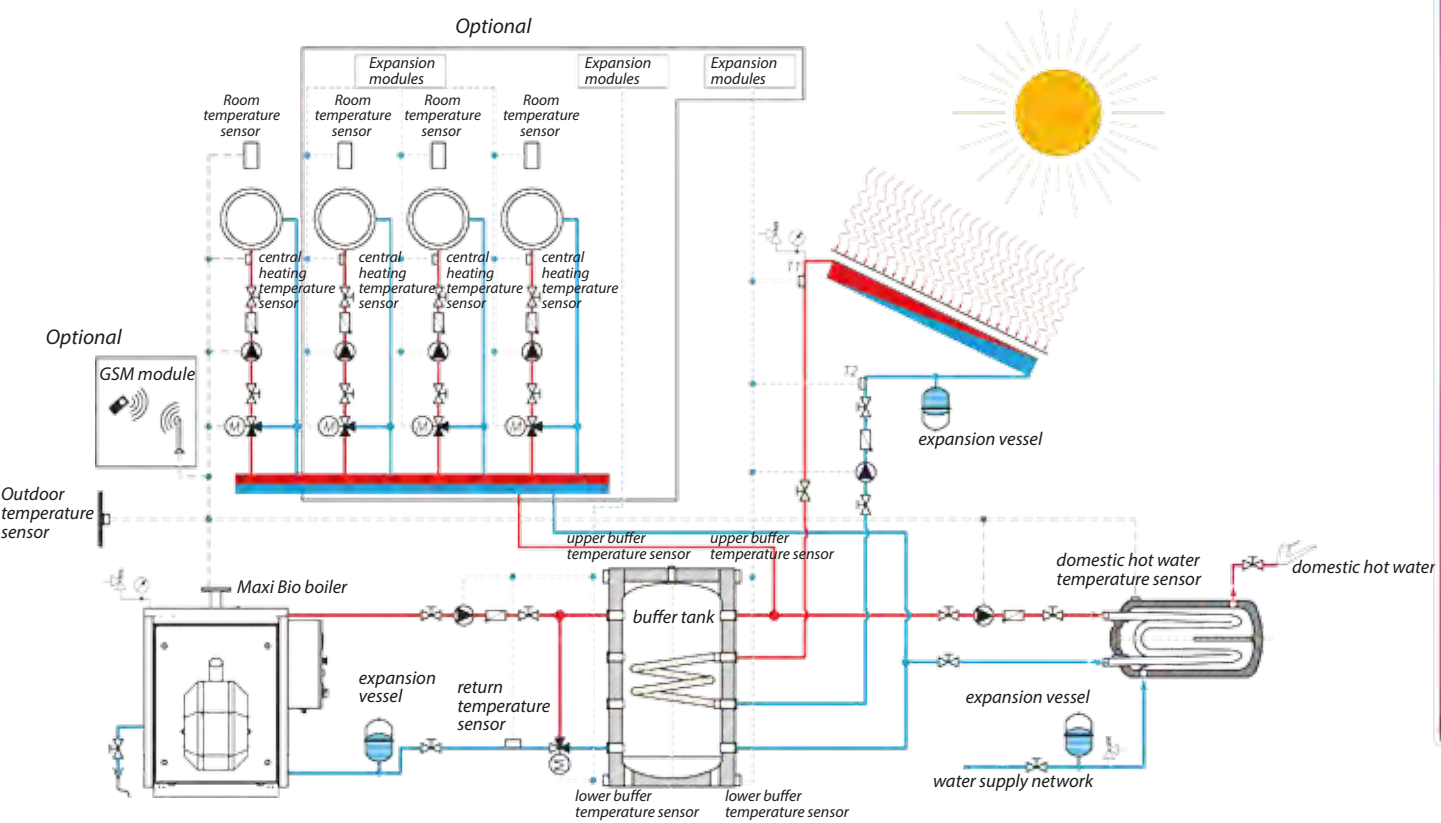 Optional
Expansion
modules
Expansion
modules
Expansion
modules
Room
temperature
sensor
Room
temperature
sensor
Room
temperature
sensor
Room
temperature
sensor
central
heating
temperature
sensor
central
heating
temperature
sensor
central
heating
temperature
sensor
central
heating
temperature
sensor
T1
Optional
GSM module
T2
M
M
M
M
expansion vessel
Outdoor
temperature
sensor
upper buffer
temperature sensor
upper buffer
temperature sensor
domestic hot water
temperature sensor
domestic hot water
Maxi Bio boiler
buffer tank
expansion
vessel
return
temperature
sensor
expansion vessel
M
water supply network
lower buffer
temperature sensor
lower buffer
temperature sensor